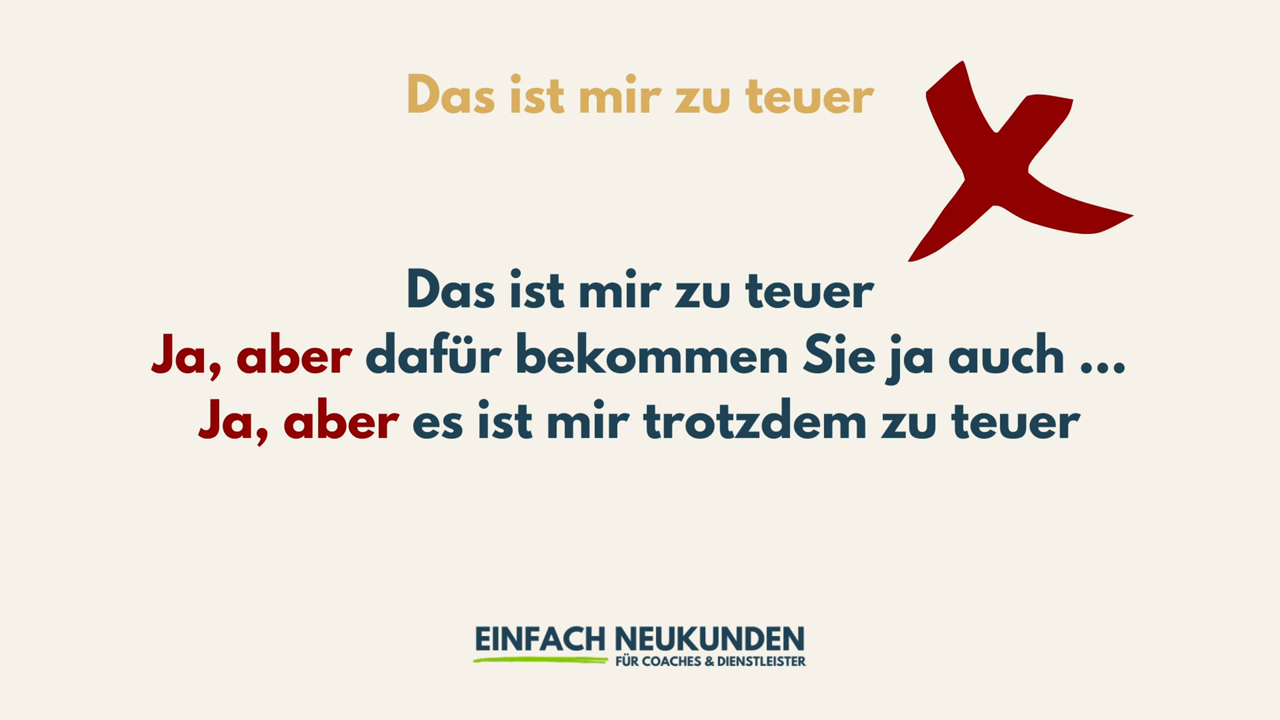 Das ist mir zu teuer
Das ist mir zu teuer
Ja, aber dafür bekommen Sie ja auch ...
Ja, aber es ist mir trotzdem zu teuer
EINFACH NEUKUNDEN
FÜR COACHES & DIENSTLEISTER